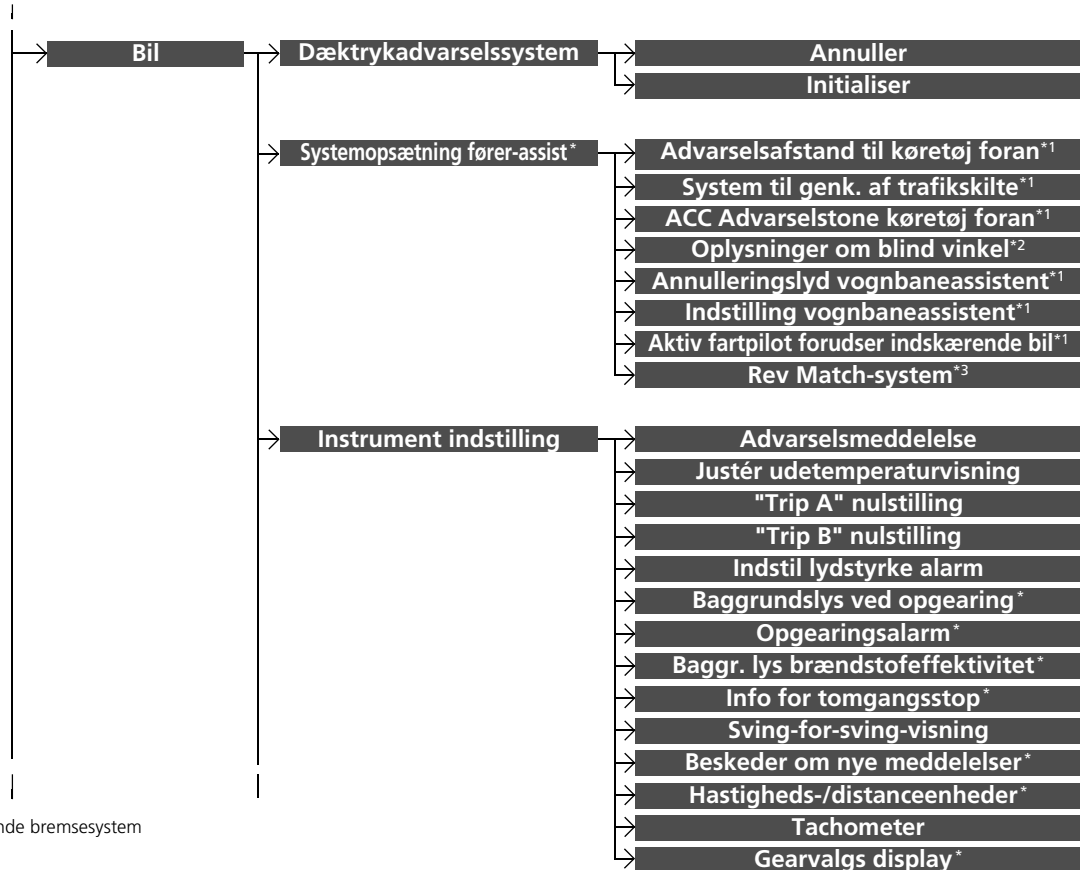 Bil
Dæktrykadvarselssystem
Annuller
Initialiser
Systemopsætning fører-assist*
Advarselsafstand til køretøj foran*1
System til genk. af trafikskilte*1
ACC Advarselstone køretøj foran*1
Oplysninger om blind vinkel*2
Annulleringslyd vognbaneassistent*1
Indstilling vognbaneassistent*1
Aktiv fartpilot forudser indskærende bil*1
Rev Match-system*3
Instrument indstilling
Advarselsmeddelelse
Justér udetemperaturvisning
"Trip A" nulstilling
"Trip B" nulstilling
Indstil lydstyrke alarm
Baggrundslys ved opgearing*
Opgearingsalarm*
Baggr. lys brændstofeffektivitet*
Info for tomgangsstop*
Sving-for-sving-visning
Beskeder om nye meddelelser*
Hastigheds-/distanceenheder*
Tachometer
Gearvalgs display*
nde bremsesystem